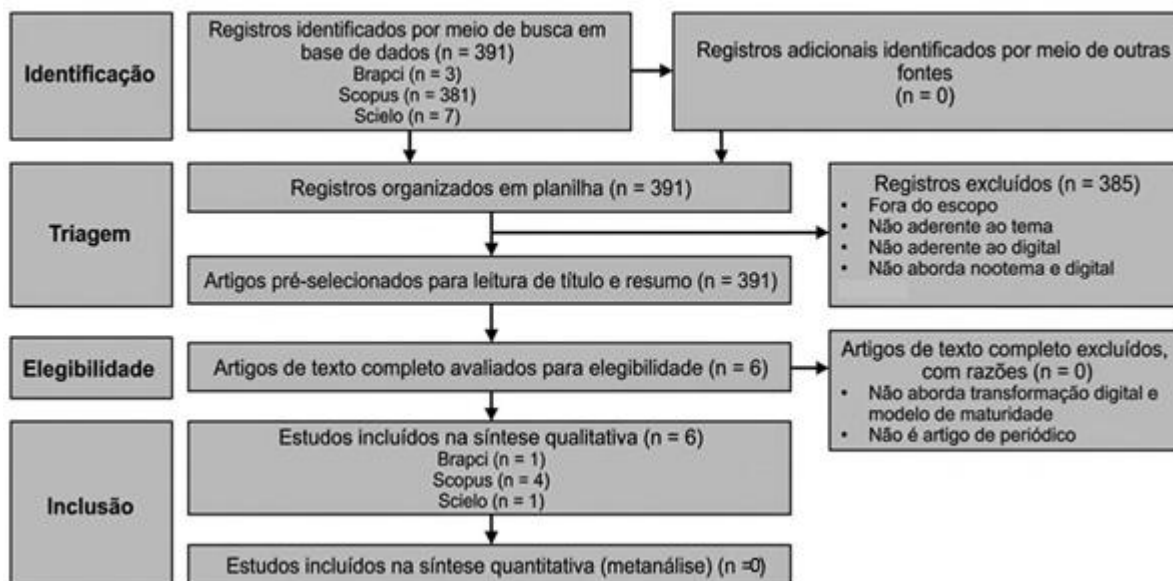 Identificação
Registros identificados por meio de busca em
base de dados (n = 391)
Brapci (n = 3)
Scopus (n = 381)
Scielo (n = 7)
Registros adicionais identificados por meio de outras
fontes
(n = 0)
Triagem
Registros organizados em planilha (n = 391)
Registros excluídos (n = 385)
• Fora do escopo
• Não aderente ao tema
• Não aderente ao digital
• Não aborda nootema e digital
Artigos pré-selecionados para leitura de título e resumo (n = 391)
Elegibilidade
Artigos de texto completo avaliados para elegibilidade (n = 6)
Artigos de texto completo excluídos,
com razões (n = 0)
• Não aborda transformação digital e
modelo de maturidade
• Não é artigo de periódico
Inclusão
Estudos incluídos na síntese qualitativa (n = 6)
Brapci (n = 1)
Scopus (n = 4)
Scielo (n = 1)
Estudos incluídos na síntese quantitativa (metanálise) (n =0)